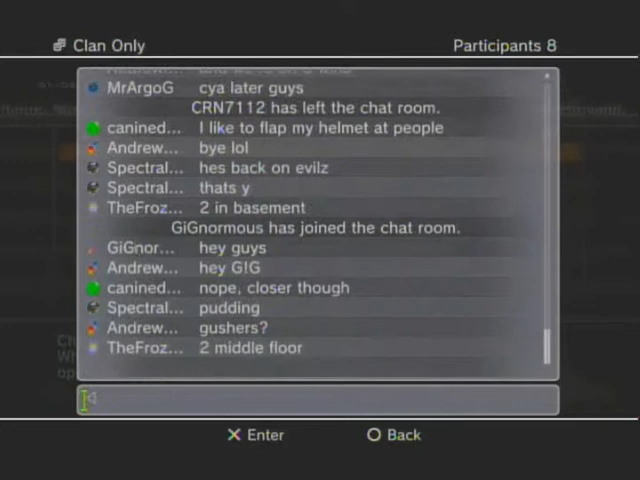 Clan Only
Participants 8
MrArgoG cya later guys
CRN7112 has left the chat room.
canined... I like to flap my helmet at people
Andrew... bye lol
Spectral... hes back on evilz
Spectral... thats y
TheFroz... 2 in basement
GiGnormous has joined the chat room.
GiGnor... hey guys
Andrew... hey G!G
canined... nope, closer though
Spectral... pudding
Andrew... gushers?
TheFroz... 2 middle floor
Enter
Back